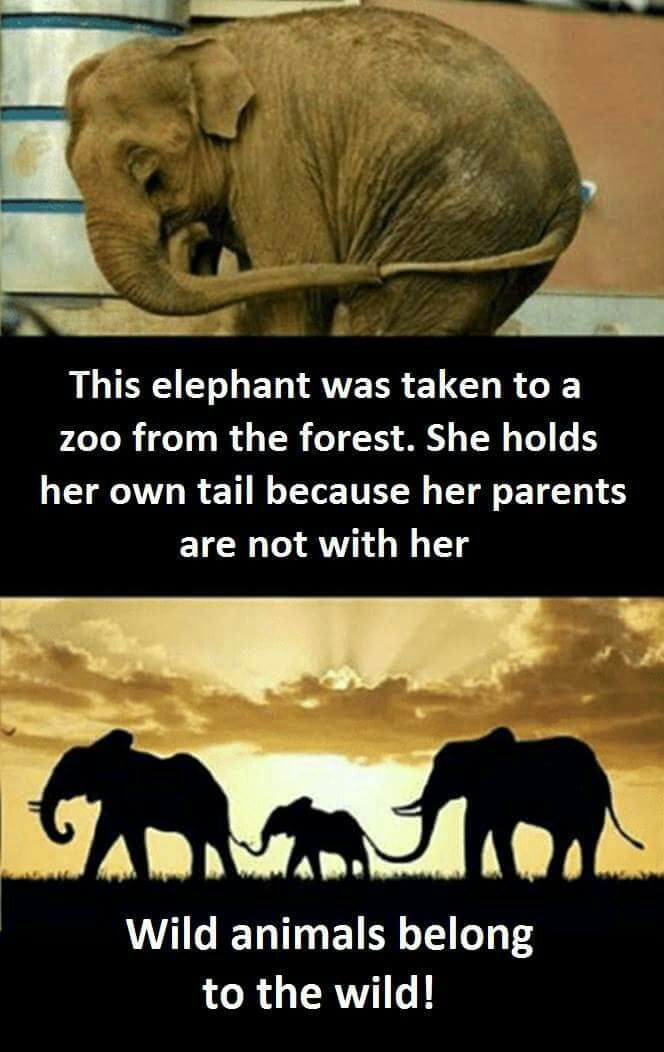 This elephant was taken to a
zoo from the forest. She holds
her own tail because her parents
are not with her
Wild animals belong
to the wild!